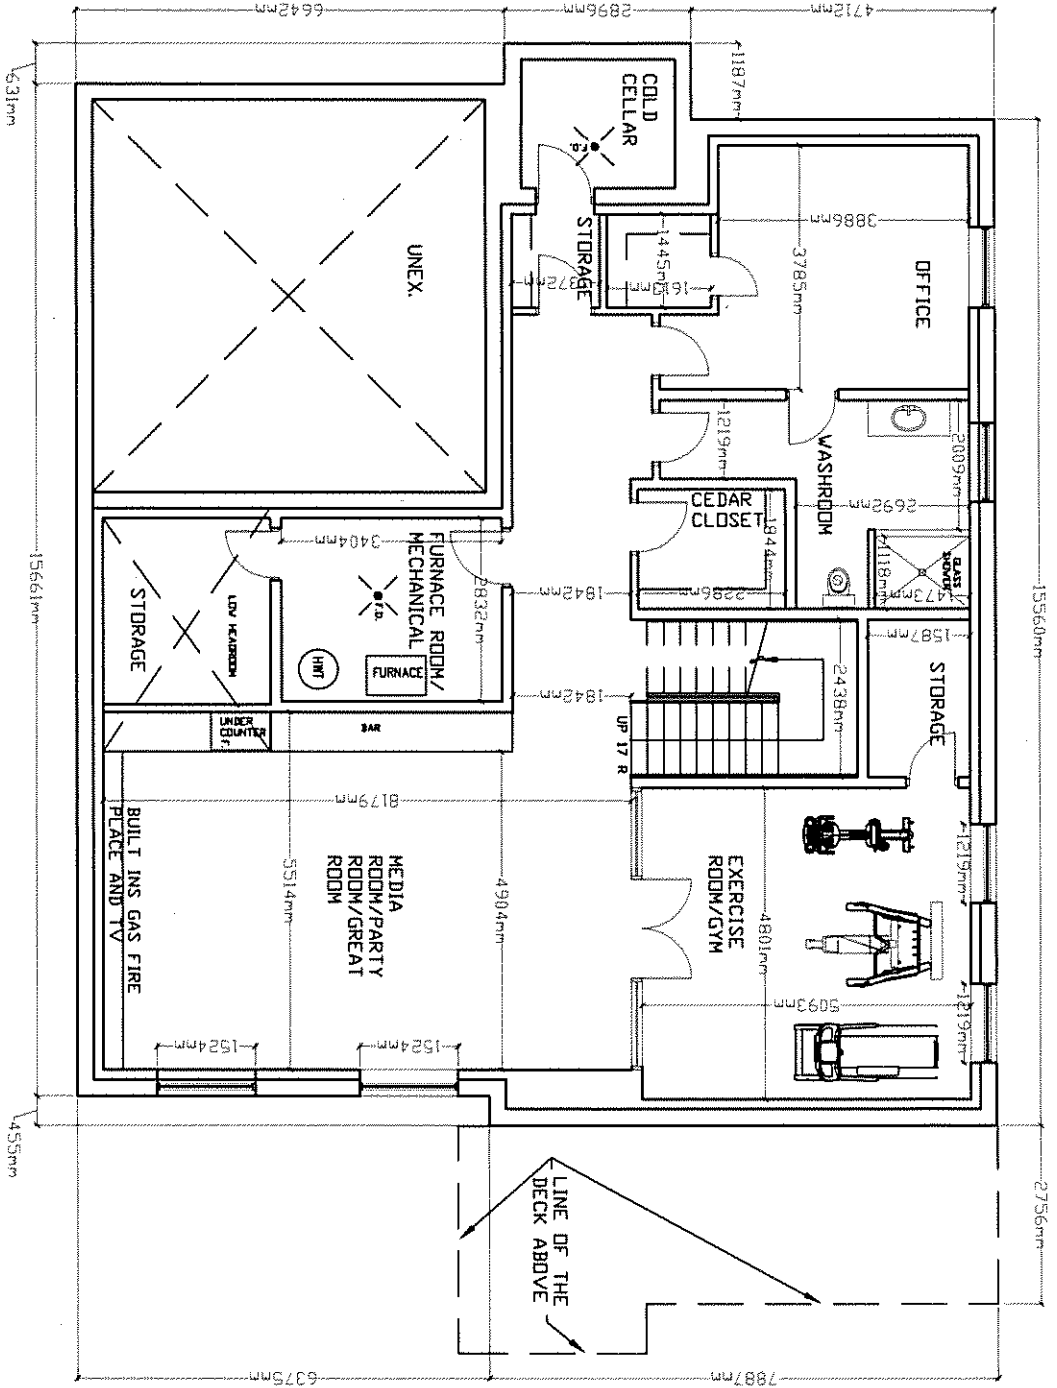 6642mm
2896mm
4712mm
631mm
1187mm
COLD
CELLAR
F.D.
UNEX.
STORAGE
1445mm
1613mm
1372mm
3886mm
3785mm
OFFICE
1219mm
WASHROOM
2009mm
2692mm
CEDAR
CLOSET
1844mm
2286mm
GLASS
SHOWER
1118mm
1473mm
15661mm
15560mm
3404mm
FURNACE ROOM/
MECHANICAL
2832mm
F.D.
HWT
FURNACE
STORAGE
LOW HEADROOM
1842mm
1842mm
UP 17 R
2438mm
1587mm
STORAGE
UNDER
COUNTER
F.
BAR
8179mm
BUILT INS GAS FIRE
PLACE AND TV
5514mm
MEDIA
ROOM/PARTY
ROOM/GREAT
ROOM
4904mm
EXERCISE
ROOM/GYM
4801mm
5093mm
1219mm
1219mm
1524mm
1524mm
455mm
2756mm
LINE OF THE
DECK ABOVE
6375mm
7887mm